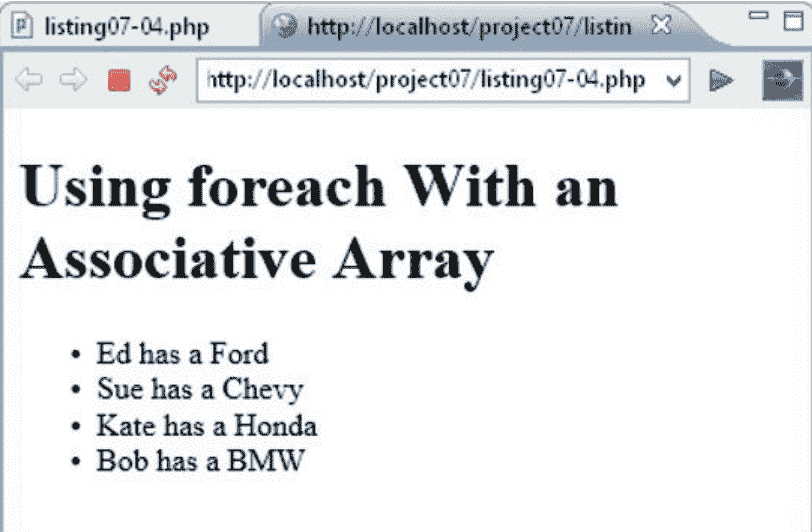 listing07-04.php
http://localhost/project07/listin
http://localhost/project07/listing07-04.php
Using foreach With an
Associative Array
• Ed has a Ford
• Sue has a Chevy
• Kate has a Honda
• Bob has a BMW